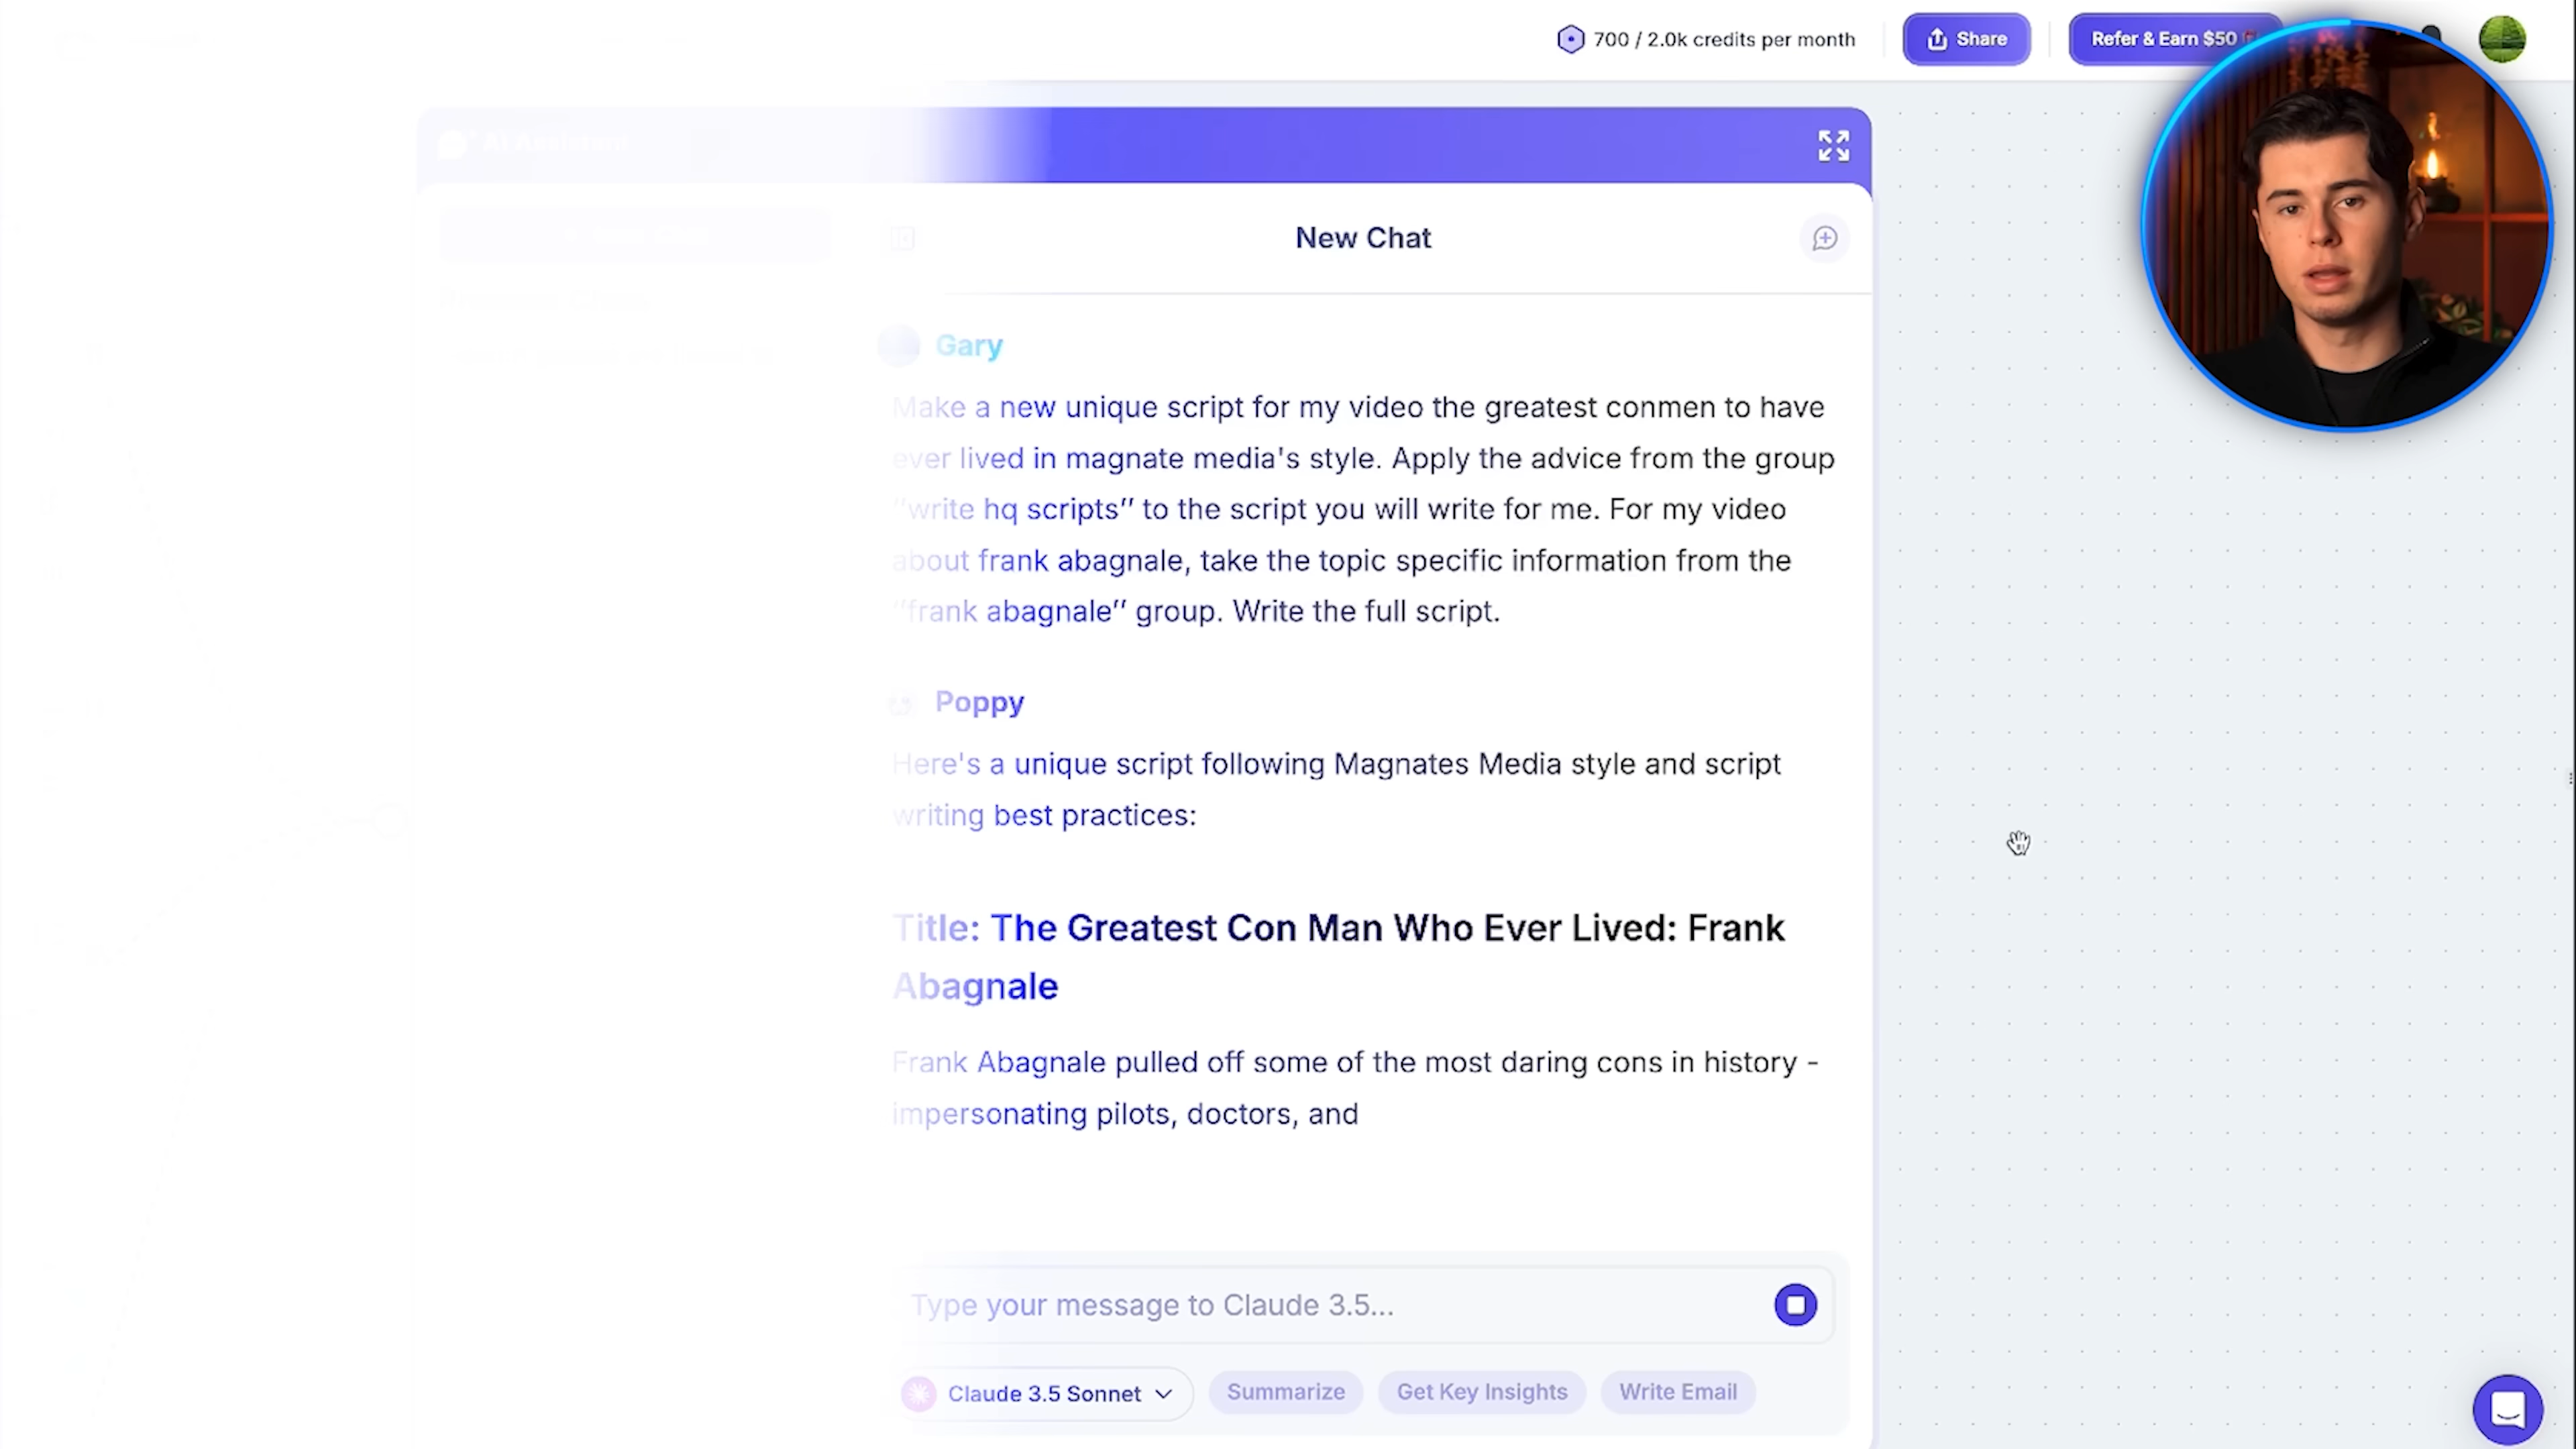 700 / 2.0k credits per month
Share
Refer & Earn $50
AI Assistant
New Chat
Gary
Make a new unique script for my video the greatest conmen to have
ever lived in magnate media's style. Apply the advice from the group
"write hq scripts" to the script you will write for me. For my video
about frank abagnale, take the topic specific information from the
"frank abagnale" group. Write the full script.
Poppy
Here's a unique script following Magnates Media style and script
writing best practices:
Title: The Greatest Con Man Who Ever Lived: Frank
Abagnale
Frank Abagnale pulled off some of the most daring cons in history -
impersonating pilots, doctors, and
Type your message to Claude 3.5...
Claude 3.5 Sonnet
Summarize
Get Key Insights
Write Email